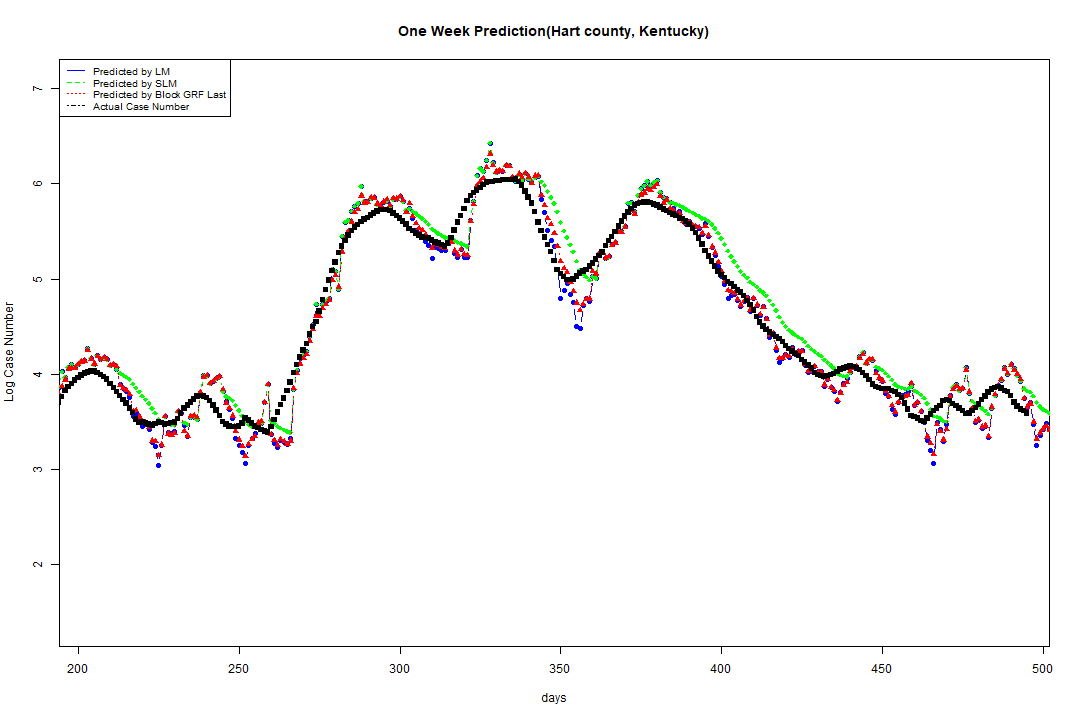 One Week Prediction(Hart county, Kentucky)
Predicted by LM
Predicted by SLM
Predicted by Block GRF Last
Actual Case Number
7
6
5
4
3
2
Log Case Number
200 250 300 350 400 450 500
days